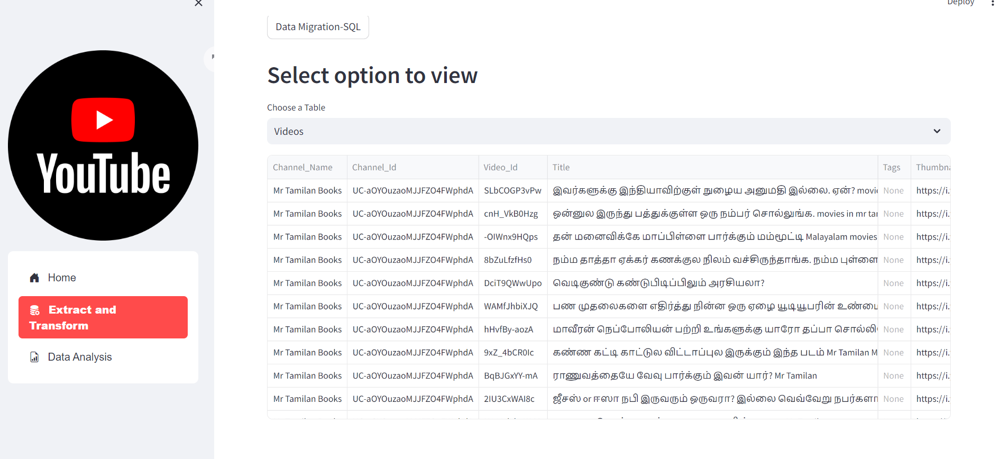 Deploy
Data Migration-SQL
YouTube
Home
Extract and
Transform
Data Analysis
Select option to view
Choose a Table
Videos
Channel_Name Channel_Id Video_Id Title Tags
Mr Tamilan Books UC-aOYOuzaoMJJFZO4FWphdA SLbCOGP3vPw இவர்களுக்கு இந்தியாவிற்குள் நுழைய அனுமதி இல்லை. ஏன்? None https://i.
Mr Tamilan Books UC-aOYOuzaoMJJFZO4FWphdA cnH_VkB0Hzg ஒன்னுல இருந்து பத்துக்குள்ள ஒரு நம்பர் சொல்லுங்க. movies in mr None https://i.
Mr Tamilan Books UC-aOYOuzaoMJJFZO4FWphdA -OIWnx9HQps தன் மனைவிக்கே மாப்பிள்ளை பார்க்கும் மம்மூட்டி Malayalam movies None https://i.
Mr Tamilan Books UC-aOYOuzaoMJJFZO4FWphdA 8bZuLfzfHs0 நம்ம தாத்தா ஏக்கர் கணக்குல நிலம் வச்சிருந்தாங்க. நம்ம புள்ளை None https://i.
Mr Tamilan Books UC-aOYOuzaoMJJFZO4FWphdA DciT9QWwUpo வெடிகுண்டு கண்டுபிடிப்பிலும் அரசியலா? None https://i.
Mr Tamilan Books UC-aOYOuzaoMJJFZO4FWphdA WAMfJhbiXJQ பண முதலைகளை எதிர்த்து நின்ன ஒரு ஏழை யூடியூபரின் None https://i.
Mr Tamilan Books UC-aOYOuzaoMJJFZO4FWphdA hHvfBy-aozA மாவீரன் நெப்போலியன் பற்றி உங்களுக்கு யாரோ தப்பா None https://i.
Mr Tamilan Books UC-aOYOuzaoMJJFZO4FWphdA 9xZ_4bCR0Ic கண்ண கட்டி காட்டுல விட்டாப்புல இருக்கும் இந்த படம் Mr Tamilan M None https://i.
Mr Tamilan Books UC-aOYOuzaoMJJFZO4FWphdA BqBJGxYY-mA ராணுவத்தையே வேவு பார்க்கும் இவன் யார்? Mr Tamilan None https://i.
Mr Tamilan Books UC-aOYOuzaoMJJFZO4FWphdA 2IU3CxWAI8c ஜீசஸ் or ஈஸா நபி இருவரும் ஒருவரா? இல்லை வெவ்வேறு None https://i.